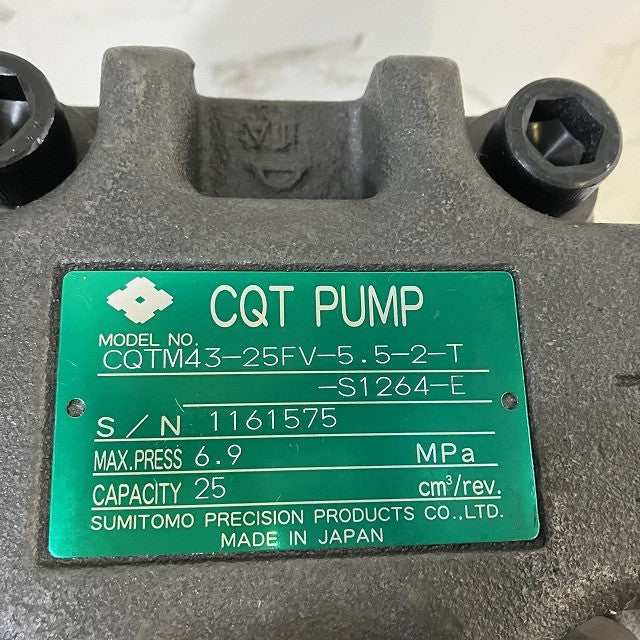 CQT PUMP
MODEL NO.
CQTM43-25FV-5.5-2-T
-S1264-E
S/N 1161575
MAX.PRESS 6.9 MPa
CAPACITY 25 cm³/rev.
SUMITOMO PRECISION PRODUCTS CO.,LTD.
MADE IN JAPAN